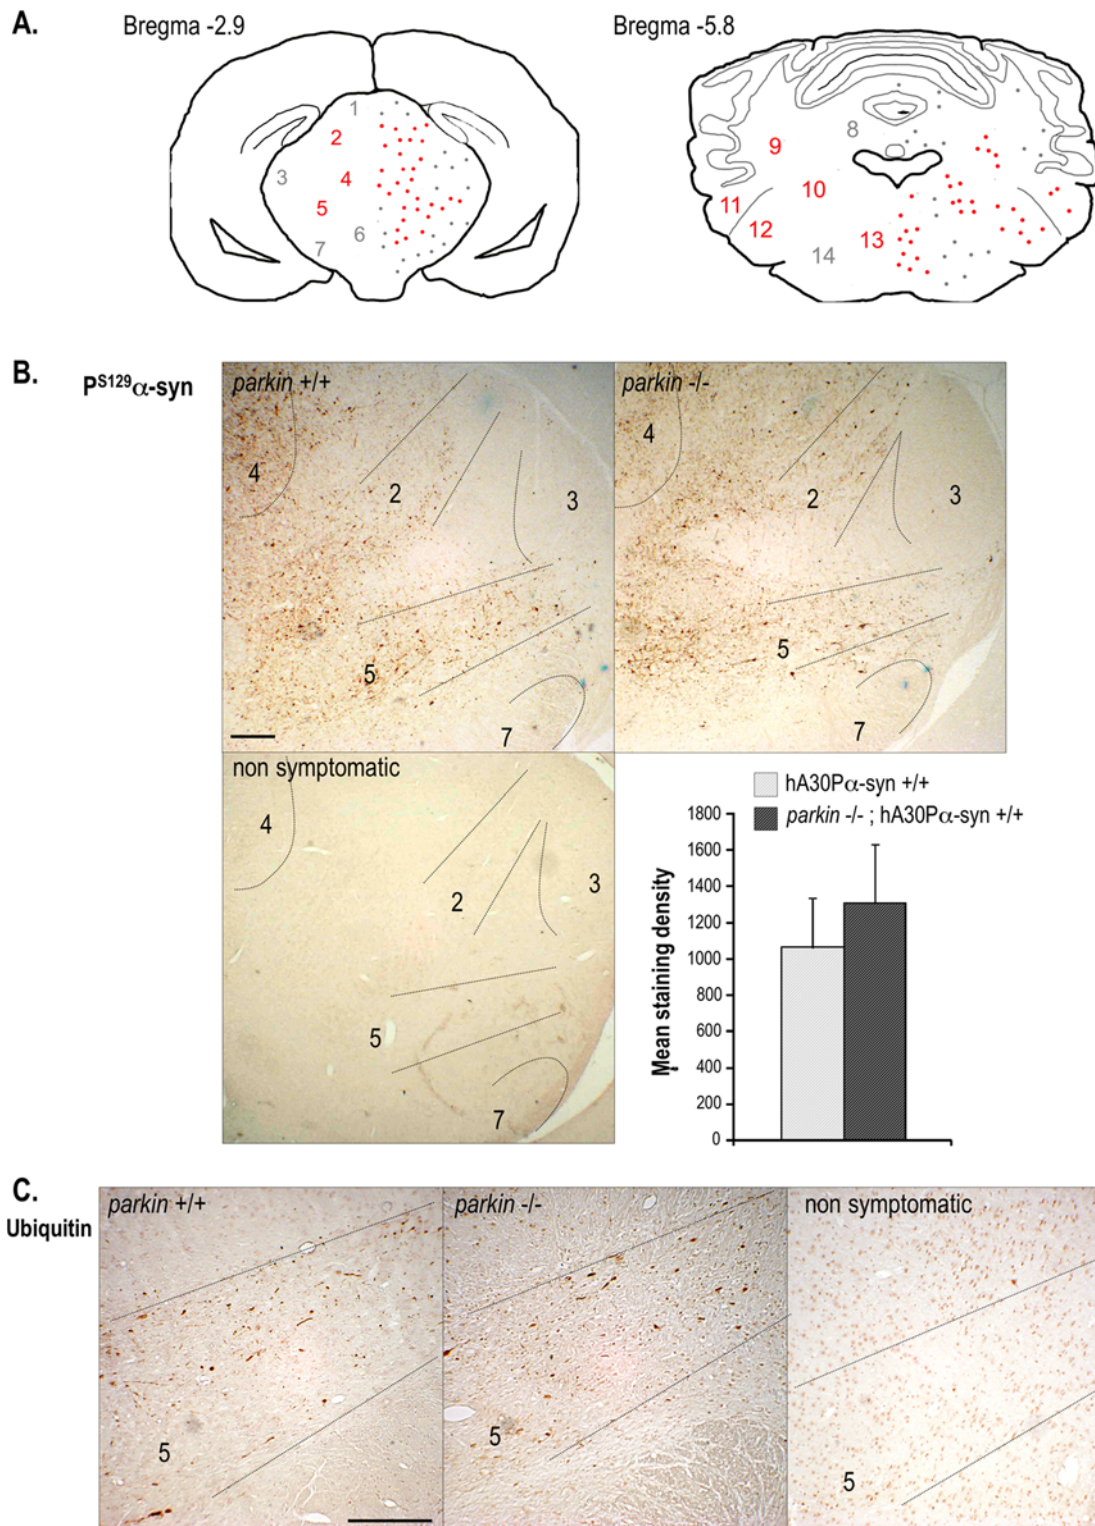 A.
Bregma -2.9
Bregma -5.8
1
2
3
4
5
6
7
8
9
10
11
12
13
14
B.
P^S129α-syn
parkin +/+
parkin -/-
4
2
3
5
7
4
2
3
5
7
non symptomatic
4
2
3
5
7
hA30Pα-syn +/+
parkin -/- ; hA30Pα-syn +/+
Mean staining density
1800
1600
1400
1200
1000
800
600
400
200
0
C.
Ubiquitin
parkin +/+
parkin -/-
non symptomatic
5
5
5